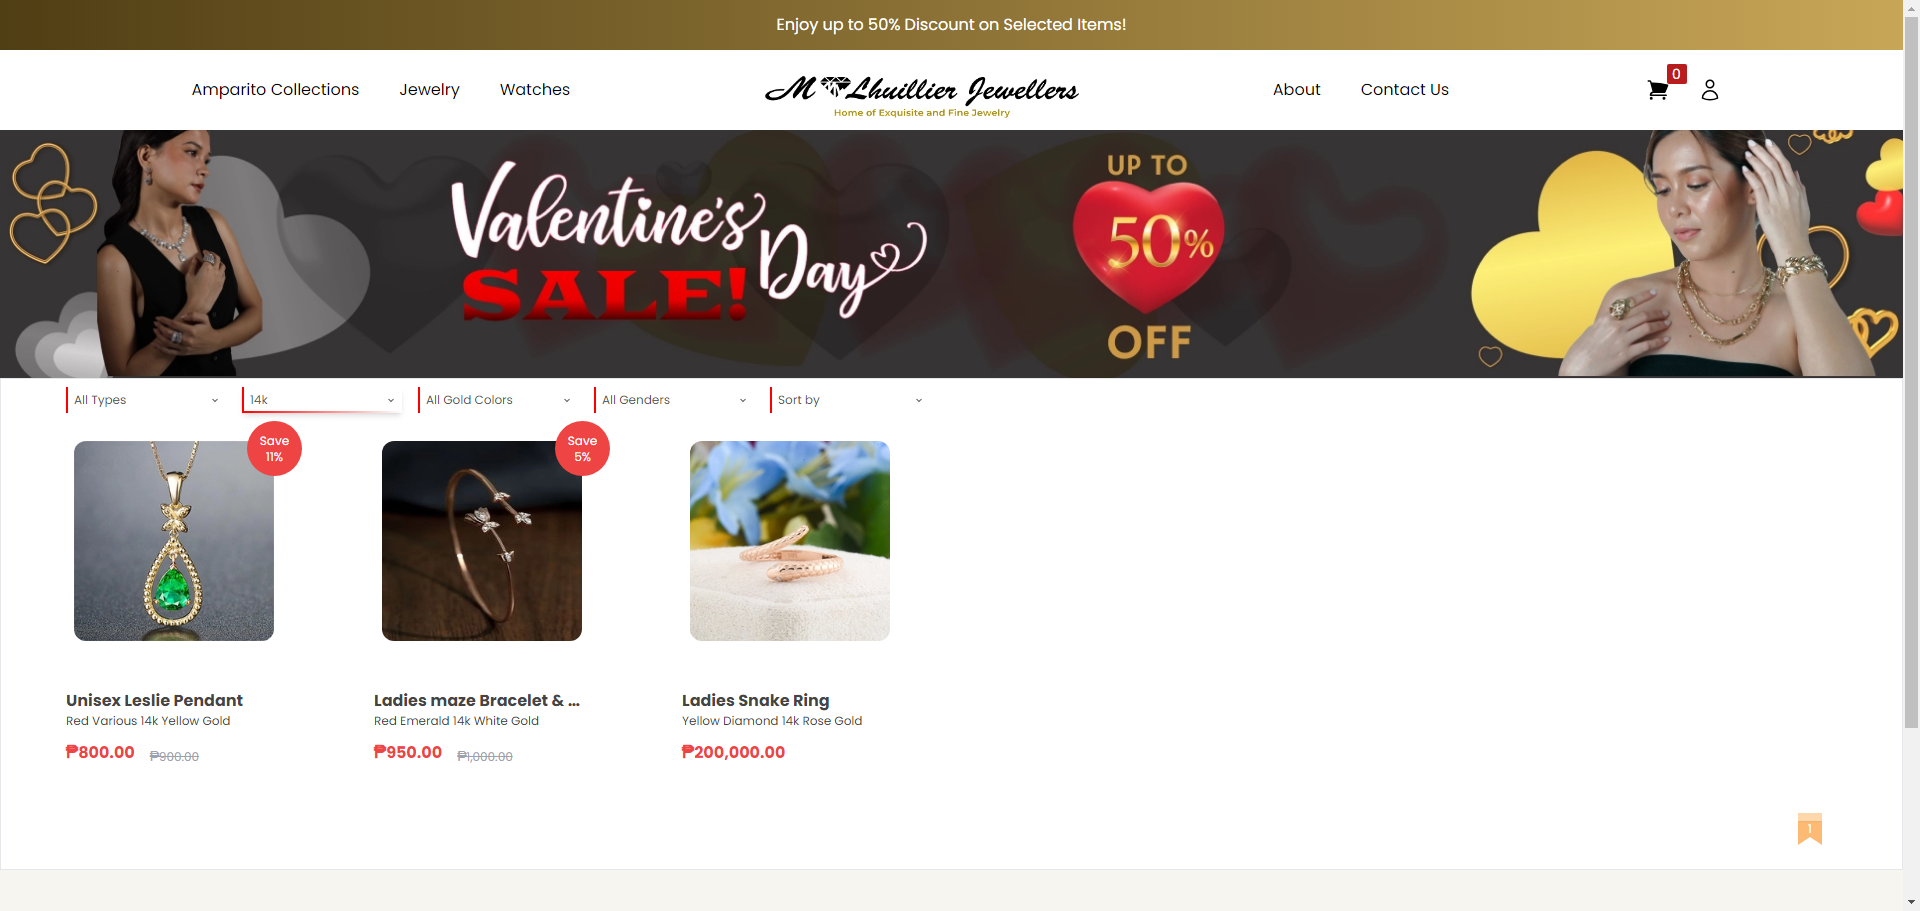 Enjoy up to 50% Discount on Selected Items!
Amparito Collections
Jewelry
Watches
M Lhuillier Jewellers
Home of Exquisite and Fine Jewelry
About
Contact Us
0
Valentine's
Day
SALE!
UP TO
50%
OFF
All Types
14k
All Gold Colors
All Genders
Sort by
Save
11%
Save
5%
Unisex Leslie Pendant
Red Various 14k Yellow Gold
₱800.00 ₱900.00
Ladies maze Bracelet & ...
Red Emerald 14k White Gold
₱950.00 ₱1,000.00
Ladies Snake Ring
Yellow Diamond 14k Rose Gold
₱200,000.00
1